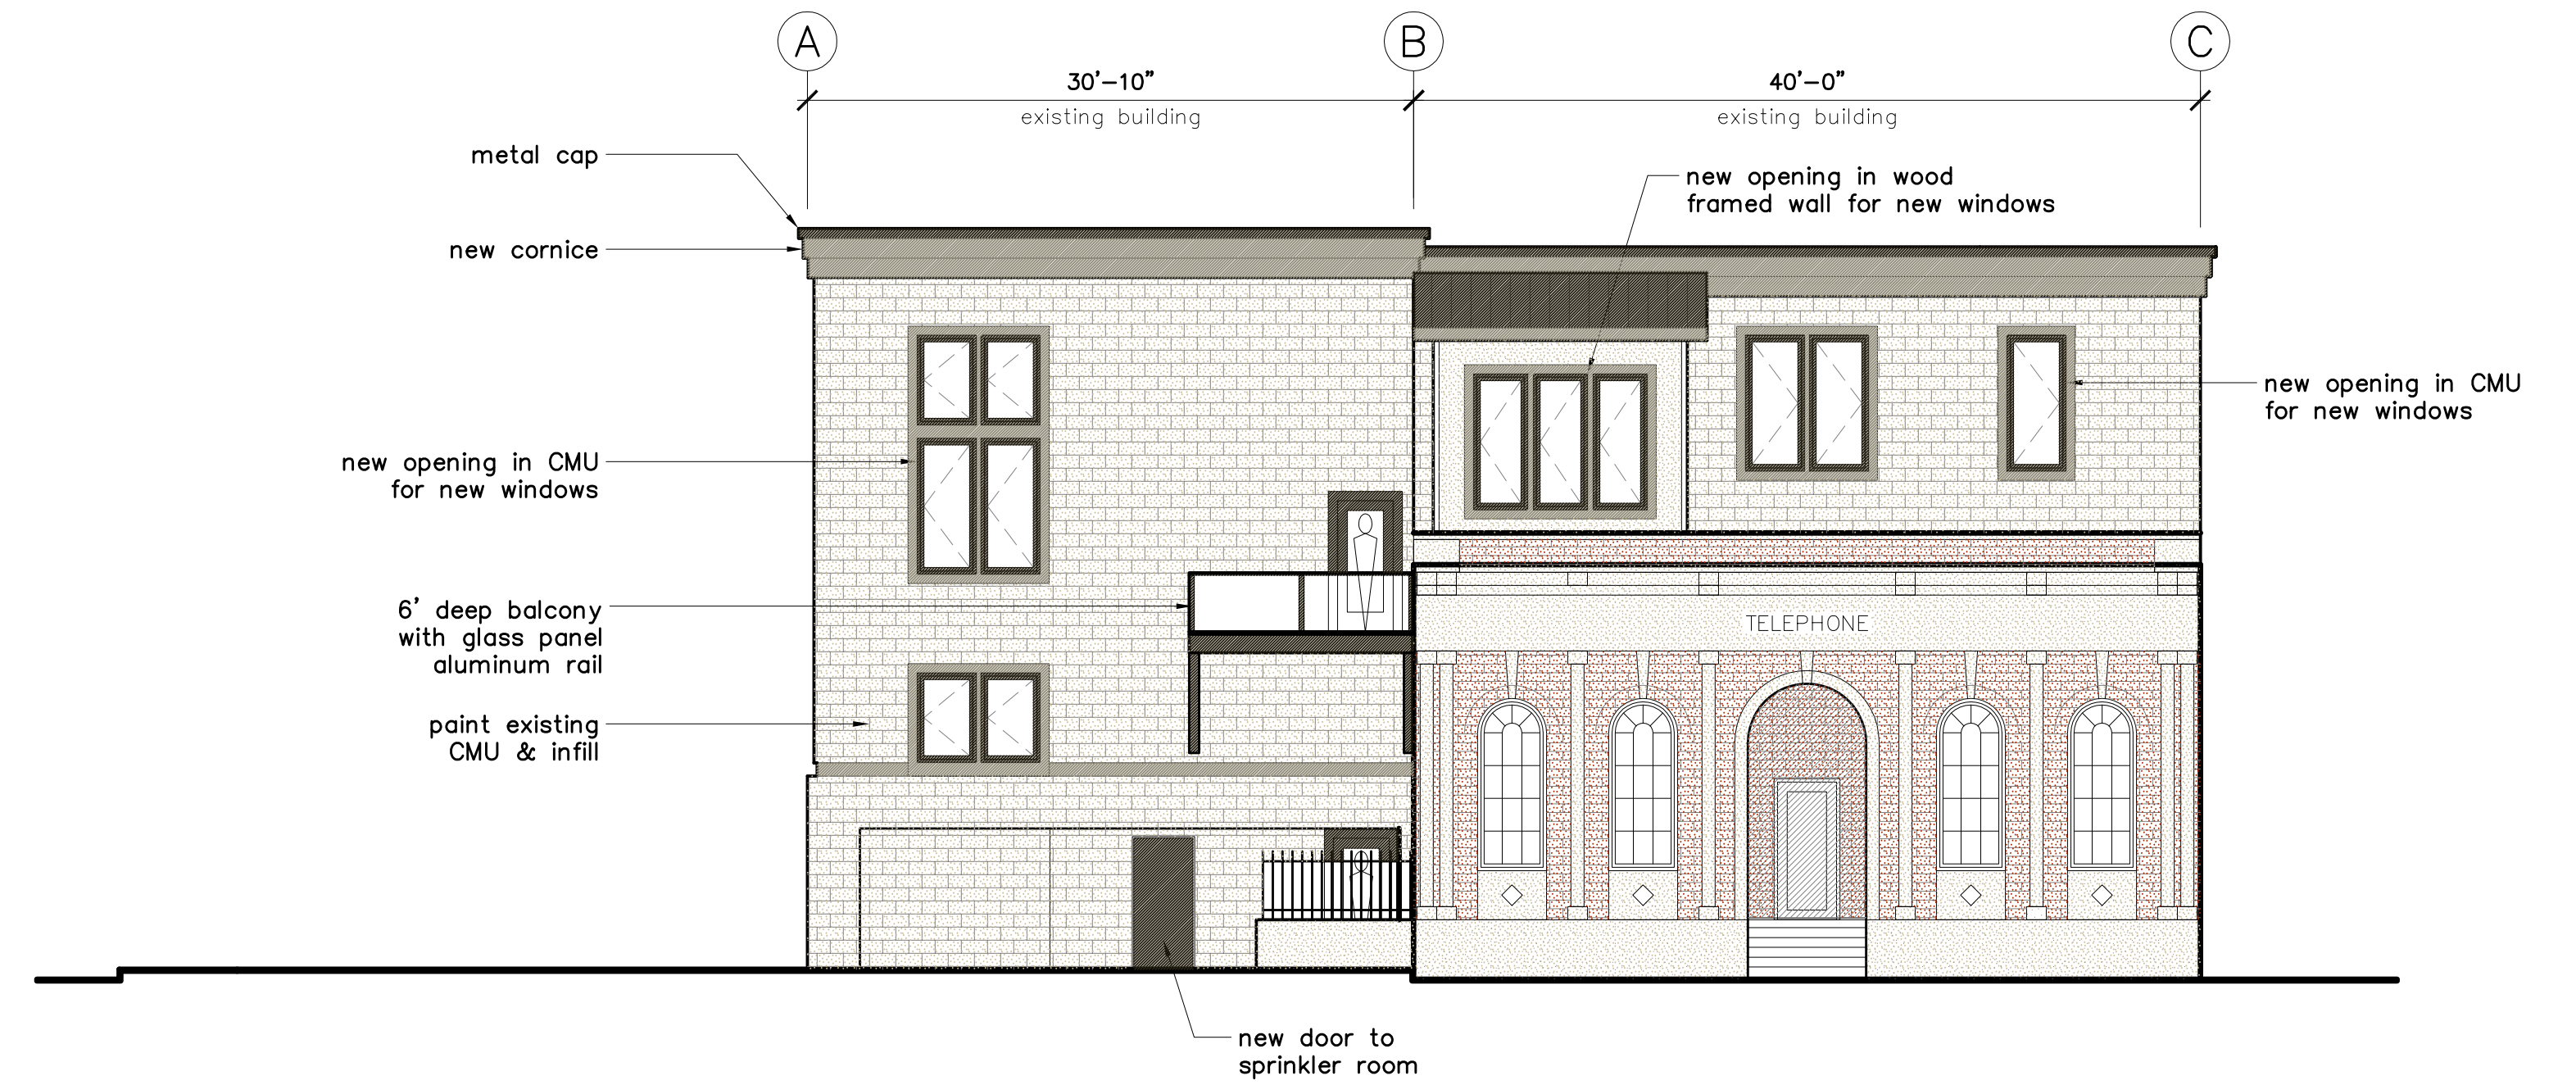 A
B
C
30'-10"
40'-0"
existing building
existing building
metal cap
new opening in wood
framed wall for new windows
new cornice
new opening in CMU
for new windows
new opening in CMU
for new windows
6' deep balcony
with glass panel
aluminum rail
TELEPHONE
paint existing
CMU & infill
new door to
sprinkler room